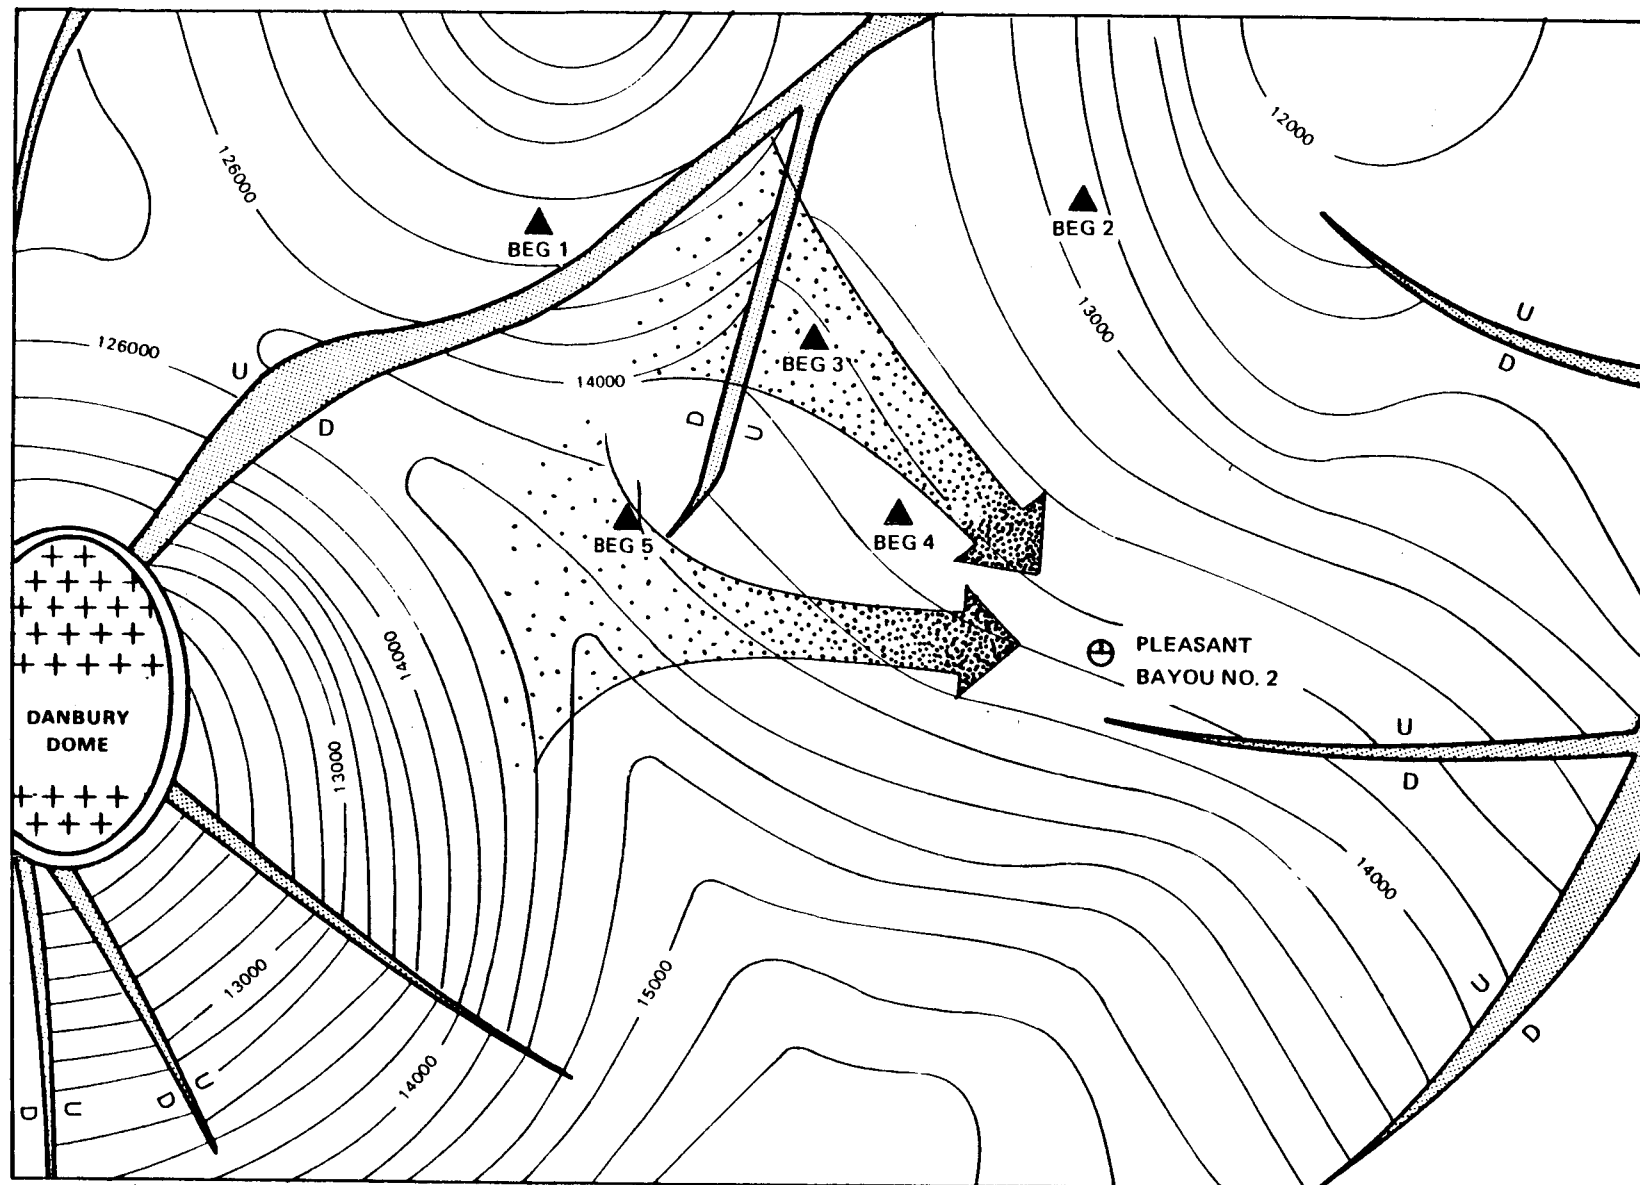 12000
126000
BEG 1
BEG 2
13000
U
D
126000
U
D
14000
BEG 3
D
U
BEG 5
BEG 4
14000
PLEASANT
BAYOU NO. 2
DANBURY
DOME
13000
U
D
14000
13000
15000
U
D
14000
D
U
D
U